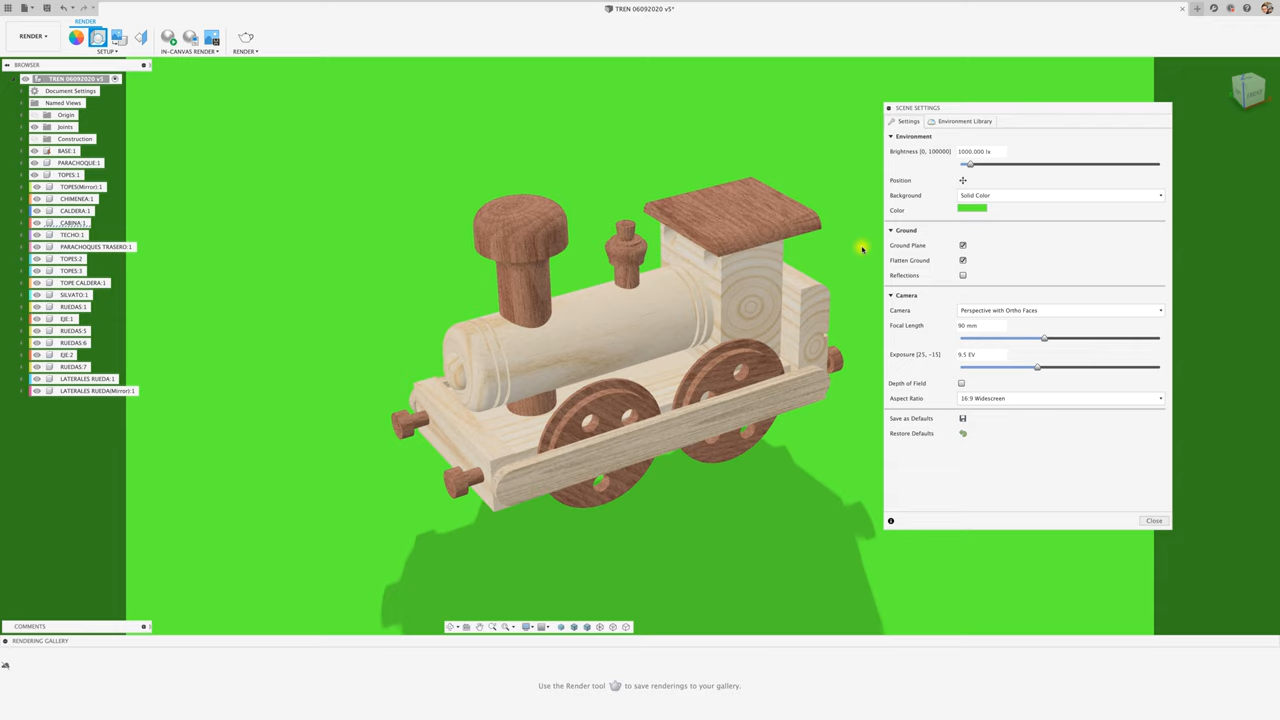 TREN 06092020 v5*
RENDER
RENDER
SETUP
IN-CANVAS RENDER
RENDER
BROWSER
TREN 06092020 v5
Document Settings
Named Views
Origin
Joints
Construction
BASE:1
PARACHOQUE:1
TOPES:1
TOPES(Mirror):1
CHIMENEA:1
CALDERA:1
CABINA:1
TECHO:1
PARACHOQUES TRASERO:1
TOPES:2
TOPES:3
TOPE CALDERA:1
SILVATO:1
RUEDAS:1
EJE:1
RUEDAS:5
RUEDAS:6
EJE:2
RUEDAS:7
LATERALES RUEDA:1
LATERALES RUEDA(Mirror):1
FRONT
SCENE SETTINGS
Settings
Environment Library
Environment
Brightness [0, 100000] 1000.000 lx
Position
Background Solid Color
Color
Ground
Ground Plane
Flatten Ground
Reflections
Camera
Camera Perspective with Ortho Faces
Focal Length 90 mm
Exposure [25, -15] 9.5 EV
Depth of Field
Aspect Ratio 16:9 Widescreen
Save as Defaults
Restore Defaults
Close
COMMENTS
RENDERING GALLERY
Use the Render tool to save renderings to your gallery.